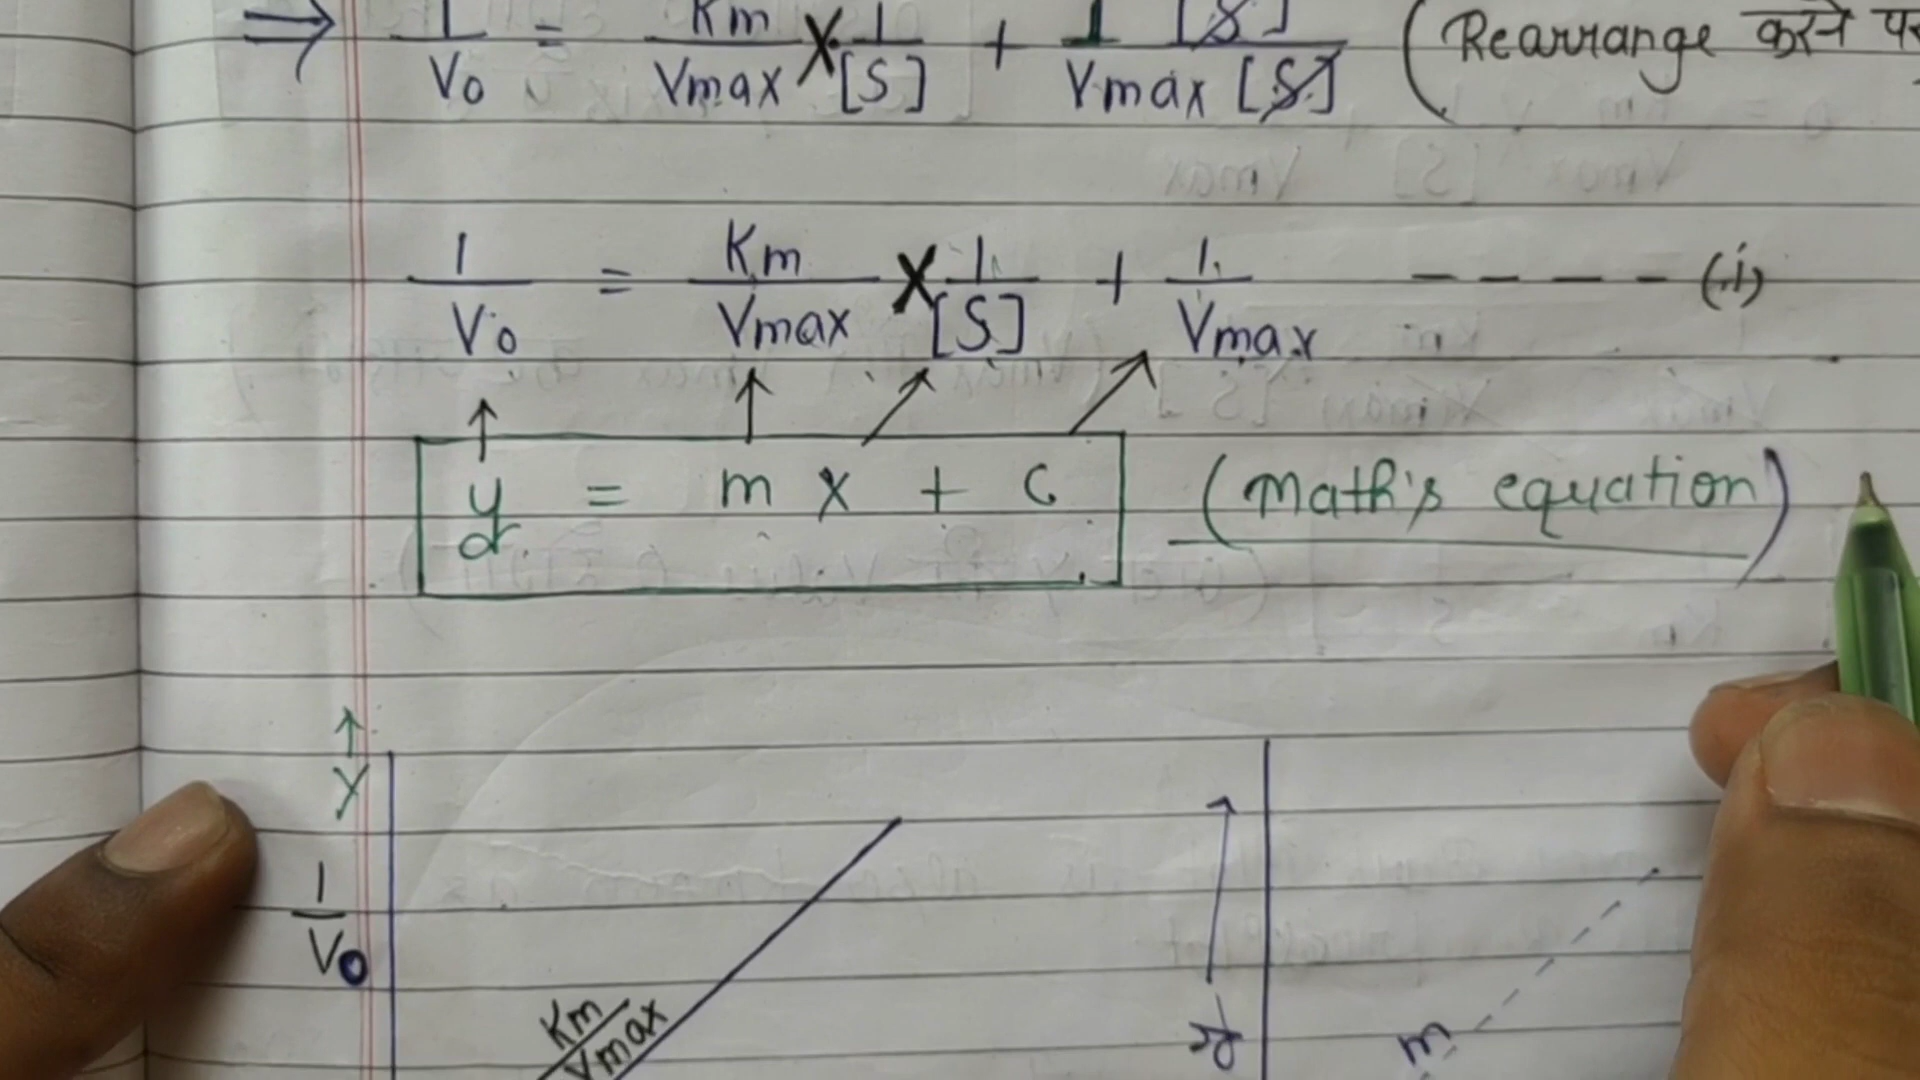 ⇒ 1/V₀ = Km/Vmax × 1/[S] + 1 [S]/Vmax [S] (Rearrange करने पर
1/V₀ = Km/Vmax × 1/[S] + 1/Vmax ---- (i)
y = m x + c (Math's equation)
y
1/V₀
Km/Vmax
m